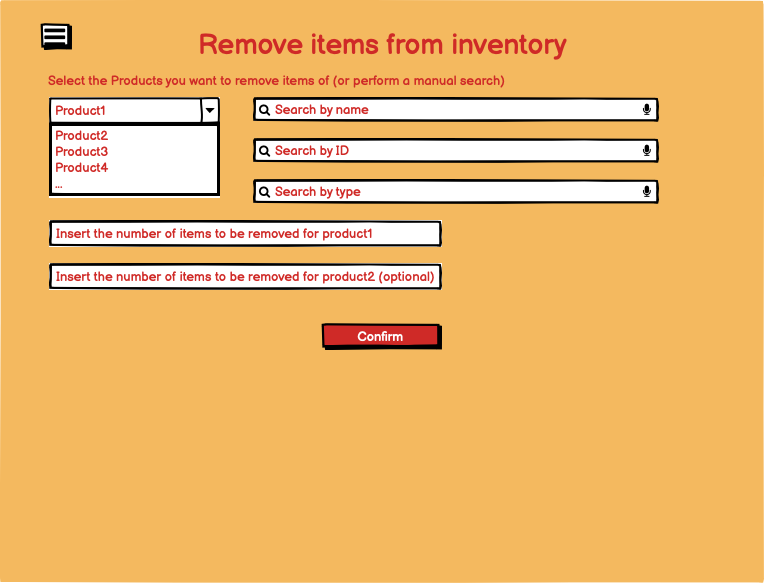 Remove items from inventory
Select the Products you want to remove items of (or perform a manual search)
Product1
Product2
Product3
Product4
...
Search by name
Search by ID
Search by type
Insert the number of items to be removed for product1
Insert the number of items to be removed for product2 (optional)
Confirm